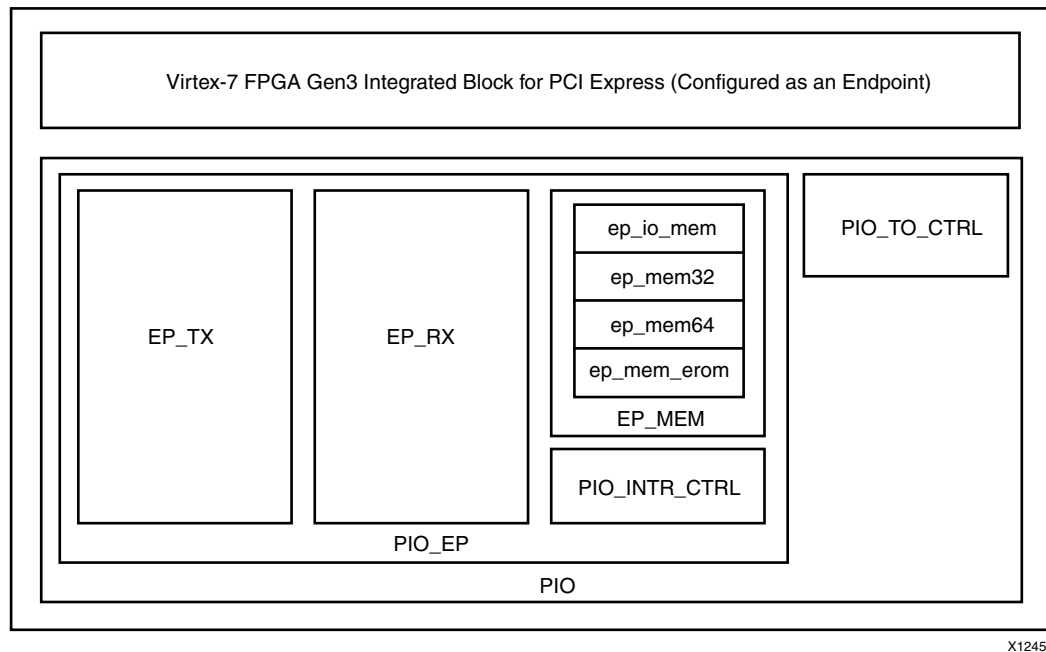 Virtex-7 FPGA Gen3 Integrated Block for PCI Express (Configured as an Endpoint)
EP_TX
EP_RX
ep_io_mem
ep_mem32
ep_mem64
ep_mem_erom
EP_MEM
PIO_INTR_CTRL
PIO_TO_CTRL
PIO_EP
PIO
X1245